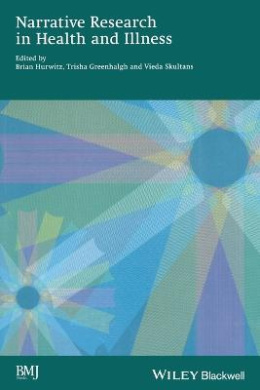 Narrative Research
in Health and Illness
Edited by
Brian Hurwitz, Trisha Greenhalgh and Vieda Skultans
BMJ
Books
WILEY Blackwell